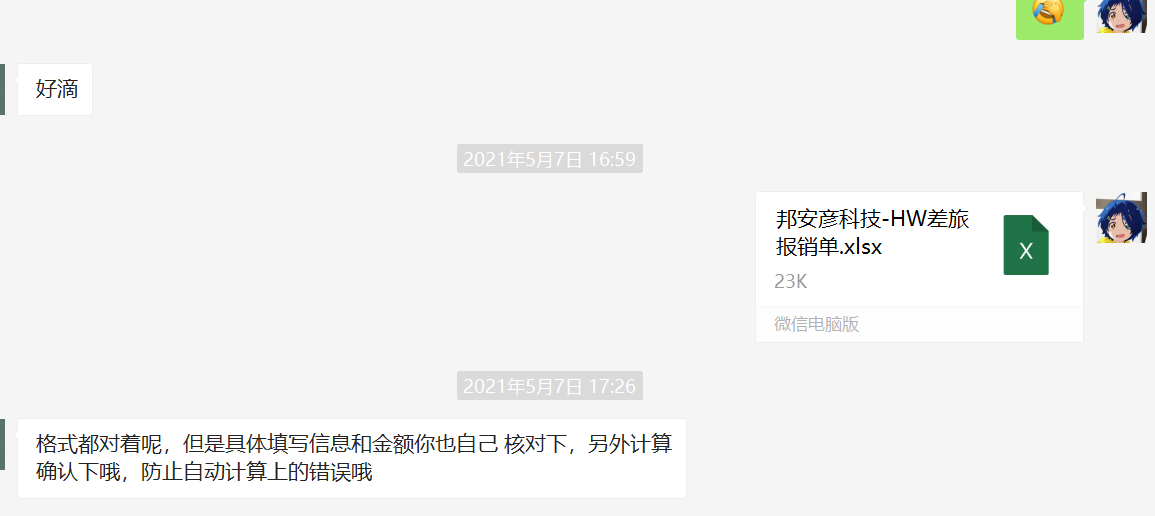 好滴
2021年5月7日 16:59
邦安彦科技-HW差旅
报销单.xlsx
X
23K
微信电脑版
2021年5月7日 17:26
格式都对着呢，但是具体填写信息和金额你也自己 核对下，另外计算
确认下哦，防止自动计算上的错误哦